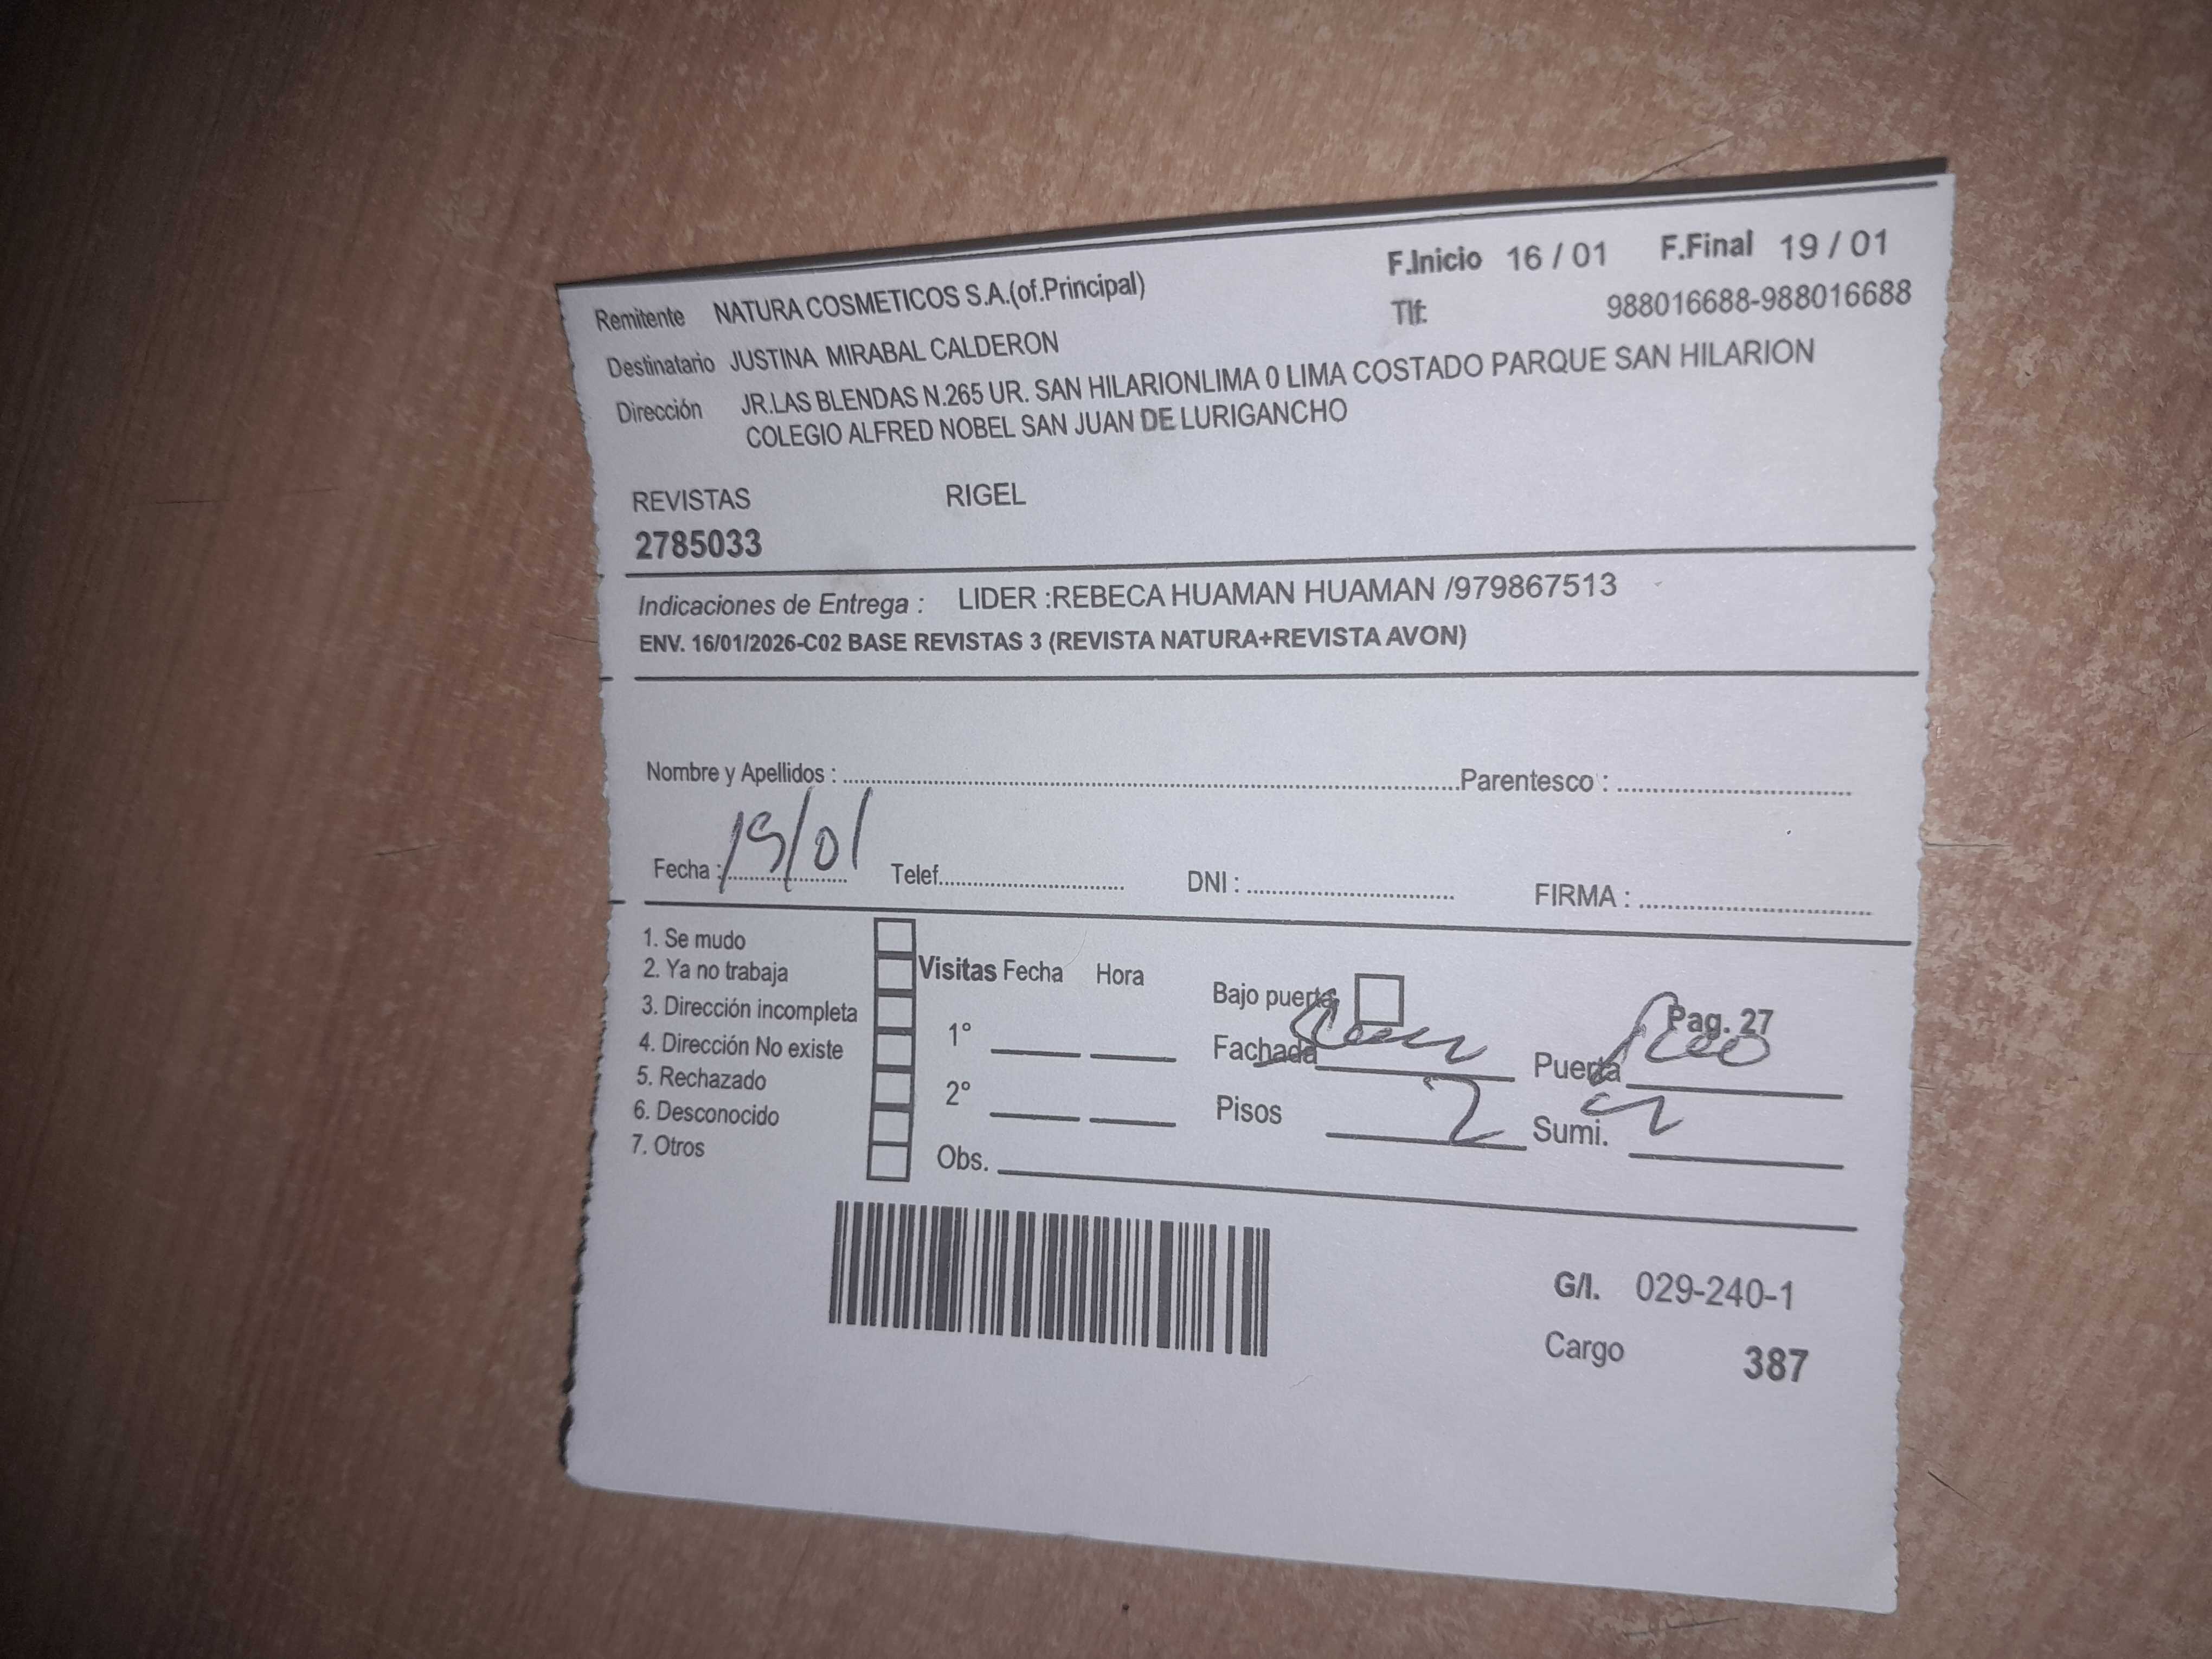 F.Inicio 16 / 01 F.Final 19 / 01
Remitente NATURA COSMETICOS S.A.(of.Principal) Tlf: 988016688-988016688
Destinatario JUSTINA MIRABAL CALDERON
Dirección JR.LAS BLENDAS N.265 UR. SAN HILARIONLIMA 0 LIMA COSTADO PARQUE SAN HILARION
COLEGIO ALFRED NOBEL SAN JUAN DE LURIGANCHO
REVISTAS RIGEL
2785033
Indicaciones de Entrega : LIDER :REBECA HUAMAN HUAMAN /979867513
ENV. 16/01/2026-C02 BASE REVISTAS 3 (REVISTA NATURA+REVISTA AVON)
Nombre y Apellidos : Parentesco :
Fecha : 19/01 Telef. DNI : FIRMA :
1. Se mudo
2. Ya no trabaja
3. Dirección incompleta
4. Dirección No existe
5. Rechazado
6. Desconocido
7. Otros
Visitas Fecha Hora
1°
2°
Obs.
Bajo puerta Pag. 27
Fachada Puerta
Pisos 2 Sumi.
G/I. 029-240-1
Cargo 387